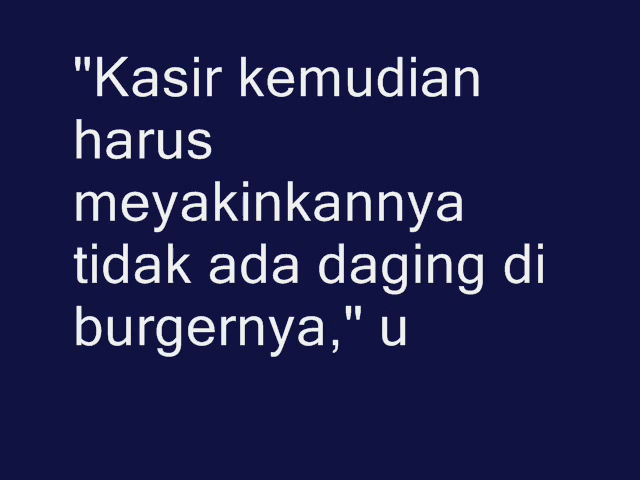 "Kasir kemudian
harus
meyakinkannya
tidak ada daging di
burgernya," u